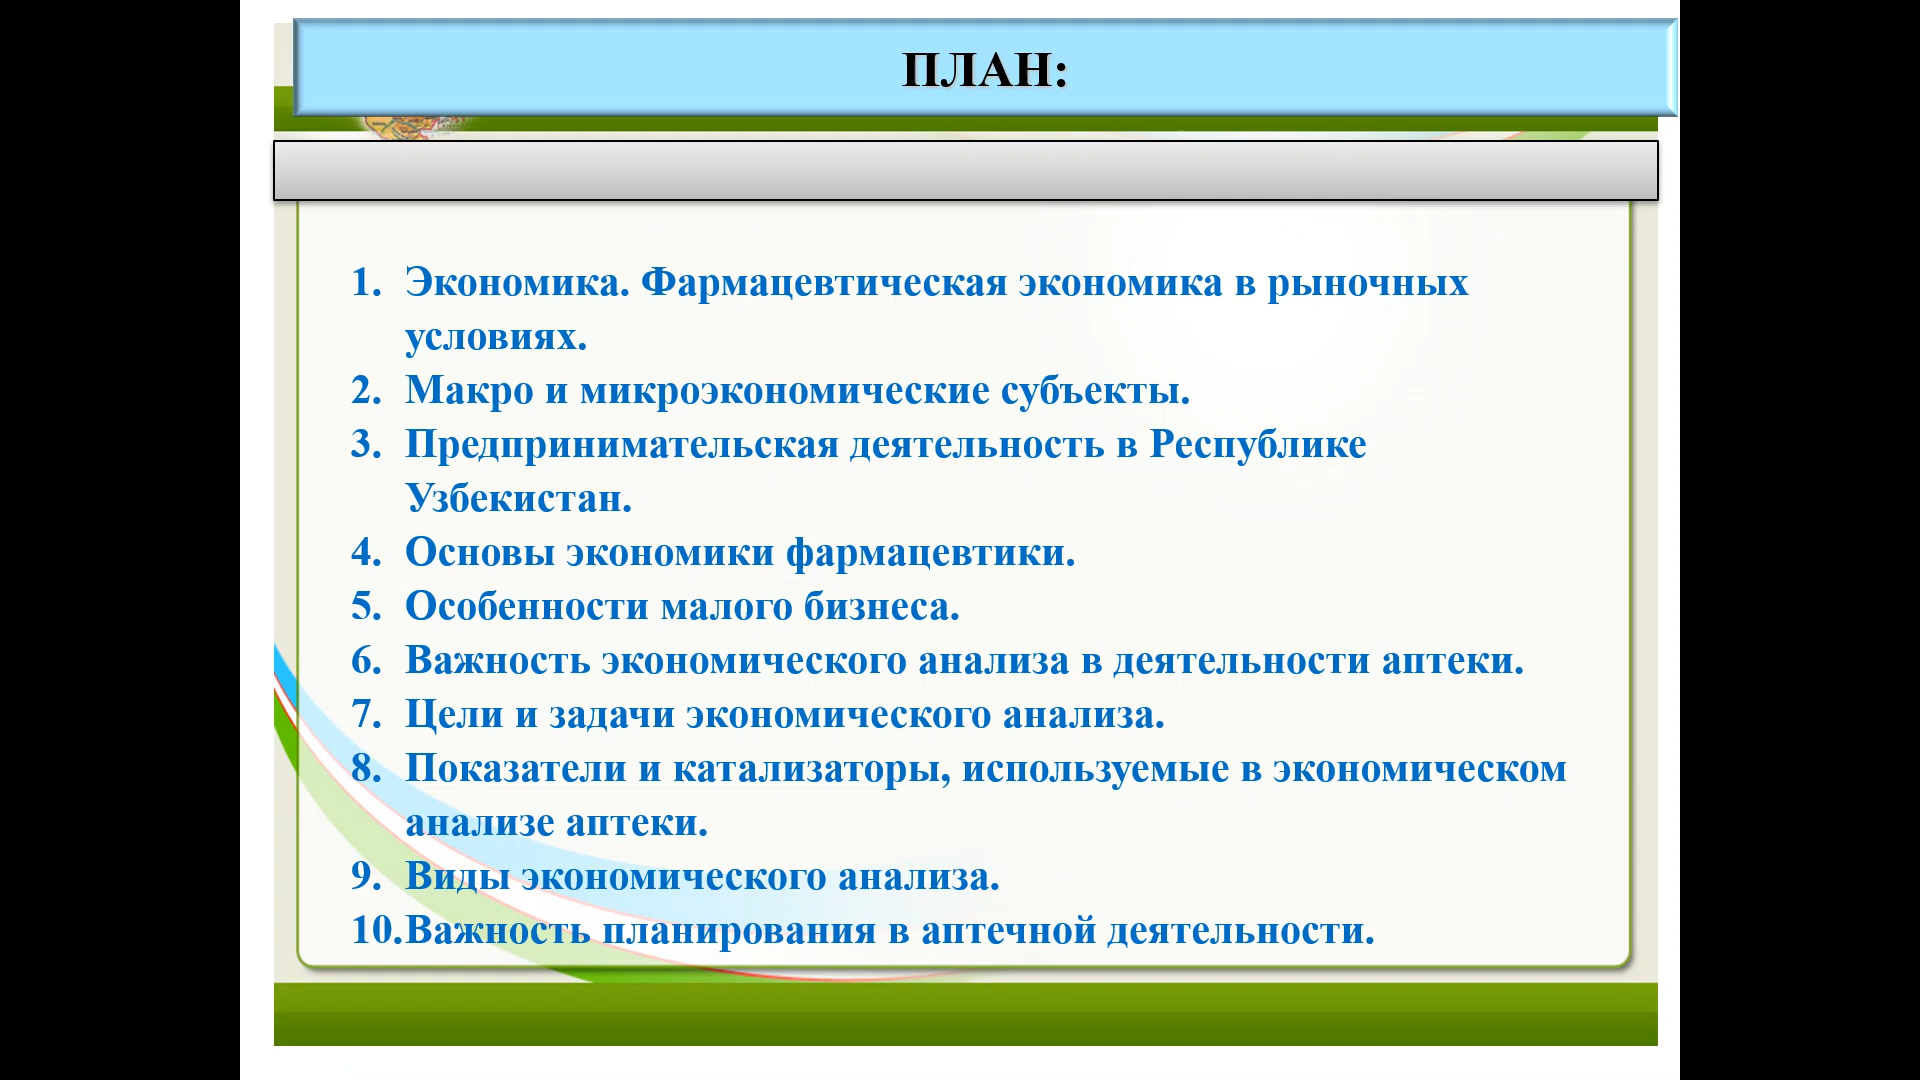 ПЛАН:
1. Экономика. Фармацевтическая экономика в рыночных
условиях.
2. Макро и микроэкономические субъекты.
3. Предпринимательская деятельность в Республике
Узбекистан.
4. Основы экономики фармацевтики.
5. Особенности малого бизнеса.
6. Важность экономического анализа в деятельности аптеки.
7. Цели и задачи экономического анализа.
8. Показатели и катализаторы, используемые в экономическом
анализе аптеки.
9. Виды экономического анализа.
10.Важность планирования в аптечной деятельности.